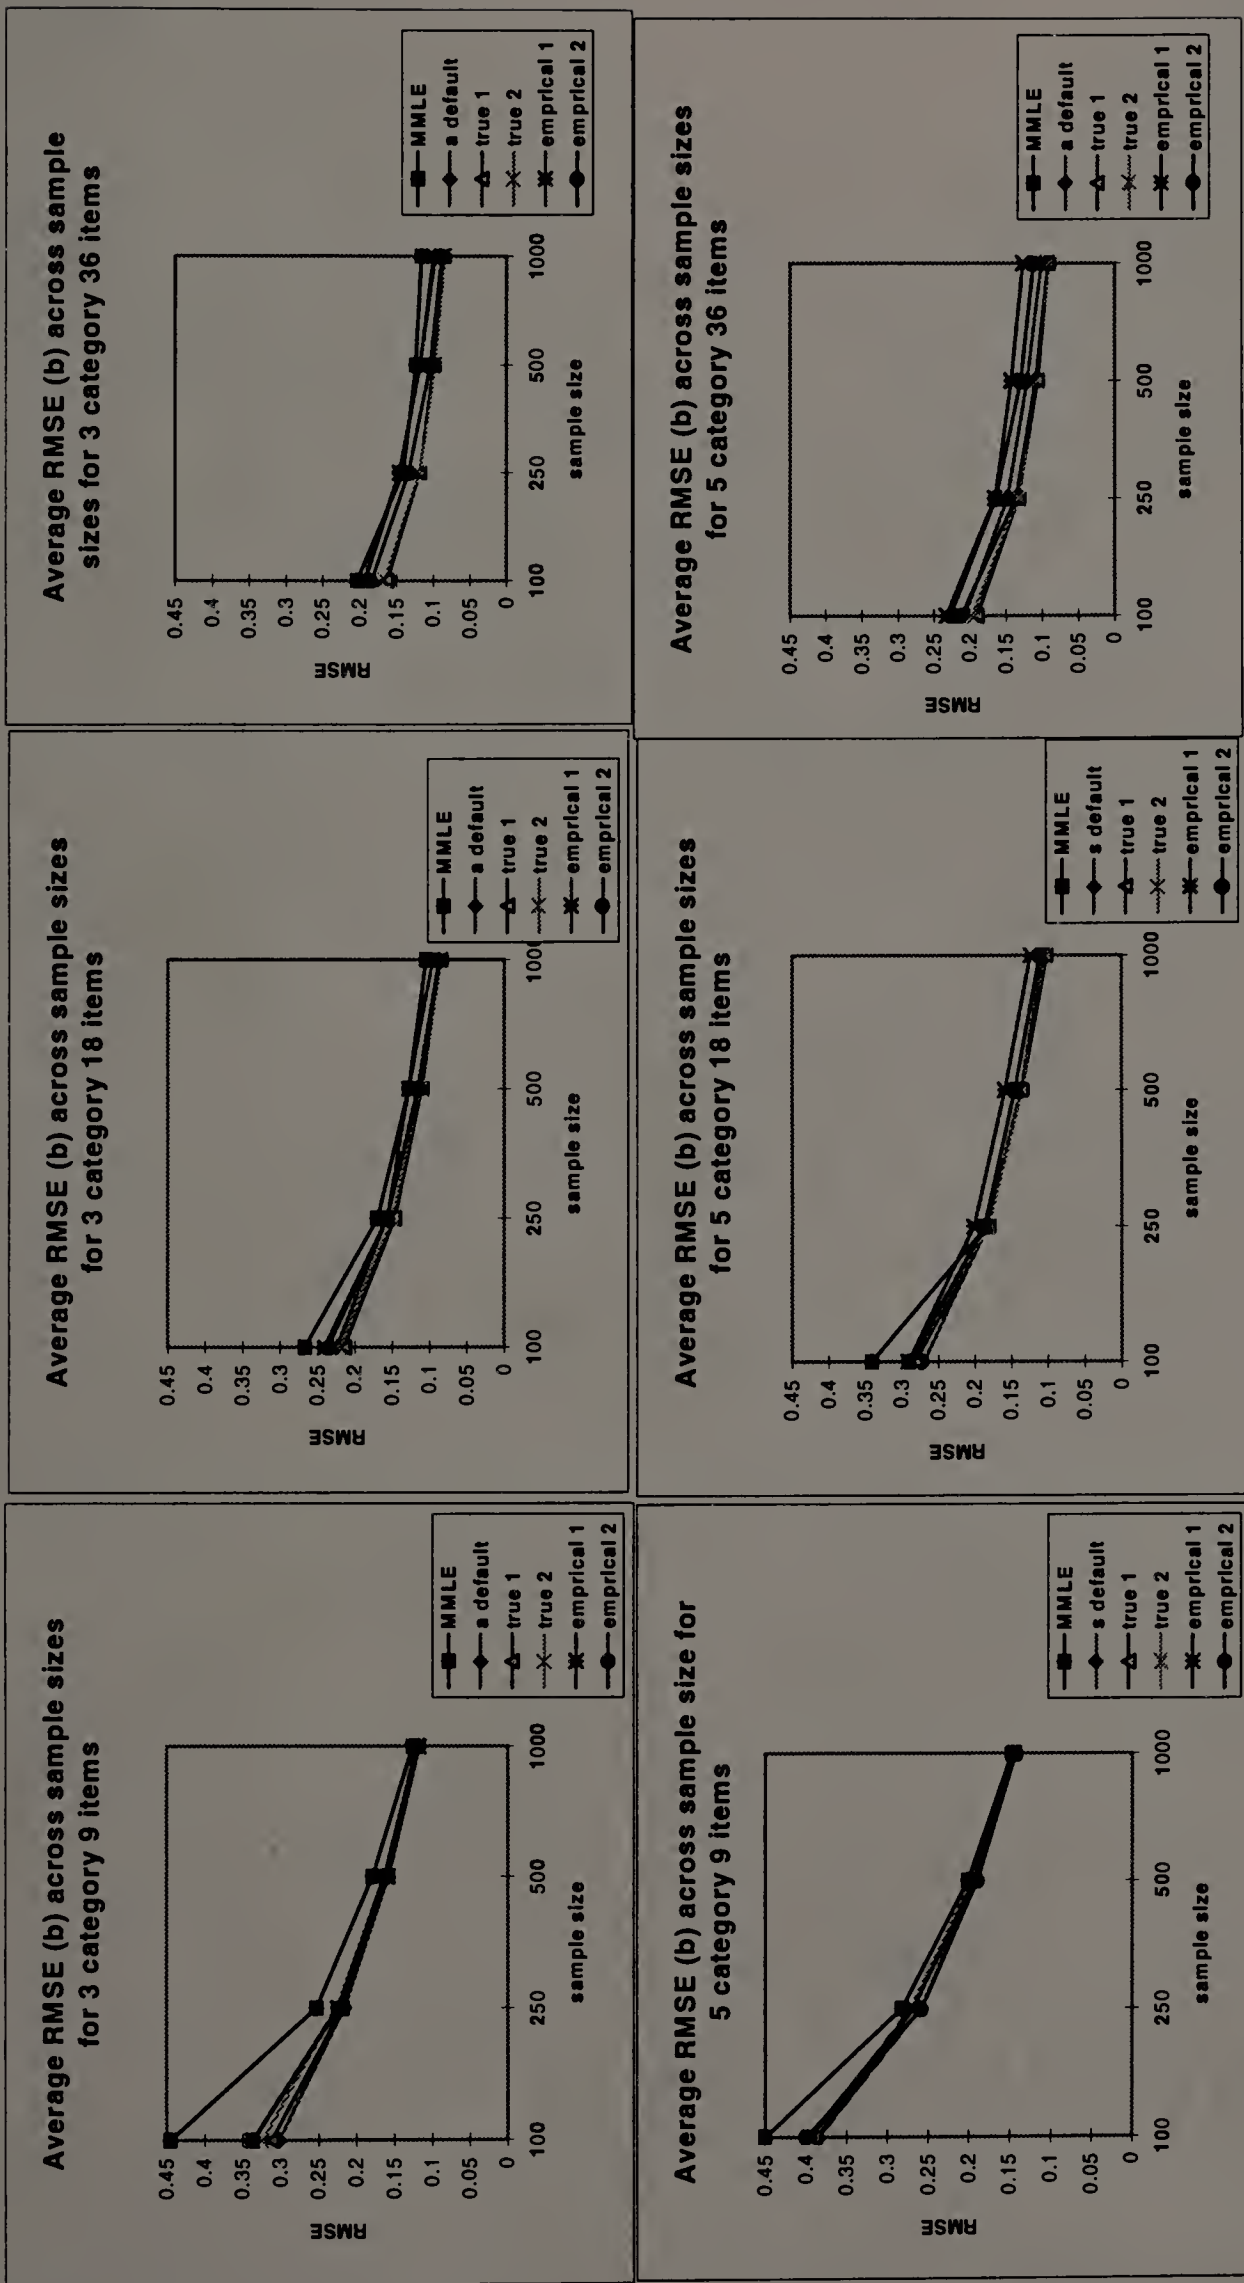 Average RMSE (b) across sample sizes
for 3 category 9 items
0.45
0.4
0.35
0.3
0.25
0.2
0.15
0.1
0.05
0
RMSE
100 250 500 1000
sample size
MMLE
a default
true 1
true 2
emprical 1
emprical 2
Average RMSE (b) across sample sizes
for 3 category 18 items
0.45
0.4
0.35
0.3
0.25
0.2
0.15
0.1
0.05
0
RMSE
100 250 500 1000
sample size
MMLE
a default
true 1
true 2
emprical 1
emprical 2
Average RMSE (b) across sample
sizes for 3 category 36 items
0.45
0.4
0.35
0.3
0.25
0.2
0.15
0.1
0.05
0
RMSE
100 250 500 1000
sample size
MMLE
a default
true 1
true 2
emprical 1
emprical 2
Average RMSE (b) across sample size for
5 category 9 items
0.45
0.4
0.35
0.3
0.25
0.2
0.15
0.1
0.05
0
RMSE
100 250 500 1000
sample size
MMLE
s default
true 1
true 2
emprical 1
emprical 2
Average RMSE (b) across sample sizes
for 5 category 18 items
0.45
0.4
0.35
0.3
0.25
0.2
0.15
0.1
0.05
0
RMSE
100 250 500 1000
sample size
MMLE
s default
true 1
true 2
emprical 1
emprical 2
Average RMSE (b) across sample sizes
for 5 category 36 items
0.45
0.4
0.35
0.3
0.25
0.2
0.15
0.1
0.05
0
RMSE
100 250 500 1000
sample size
MMLE
a default
true 1
true 2
emprical 1
emprical 2